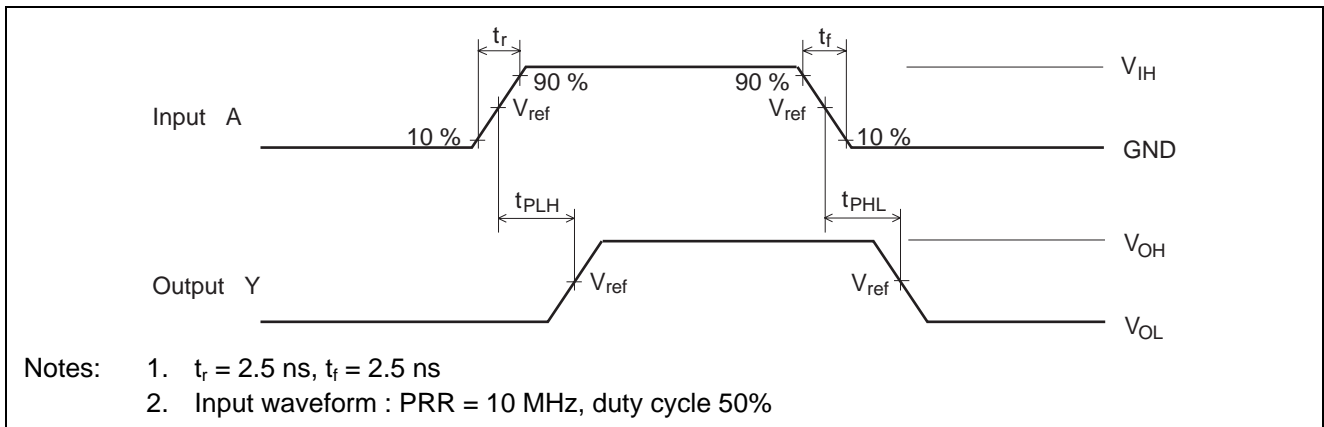 tr tf
90 % 90 % VIH
Input A Vref Vref
10 % 10 % GND
tPLH tPHL
VOH
Output Y Vref Vref
VOL
Notes: 1. tr = 2.5 ns, tf = 2.5 ns
2. Input waveform : PRR = 10 MHz, duty cycle 50%